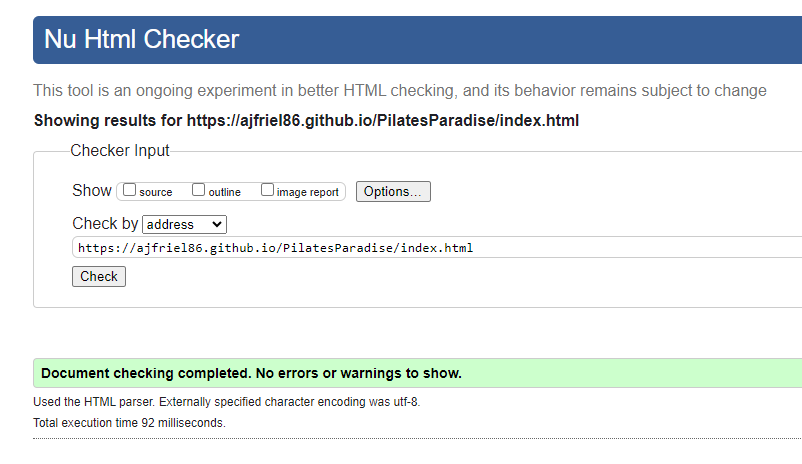 Nu Html Checker
This tool is an ongoing experiment in better HTML checking, and its behavior remains subject to change
Showing results for https://ajfriel86.github.io/PilatesParadise/index.html
Checker Input
Show source outline image report Options...
Check by address
https://ajfriel86.github.io/PilatesParadise/index.html
Check
Document checking completed. No errors or warnings to show.
Used the HTML parser. Externally specified character encoding was utf-8.
Total execution time 92 milliseconds.